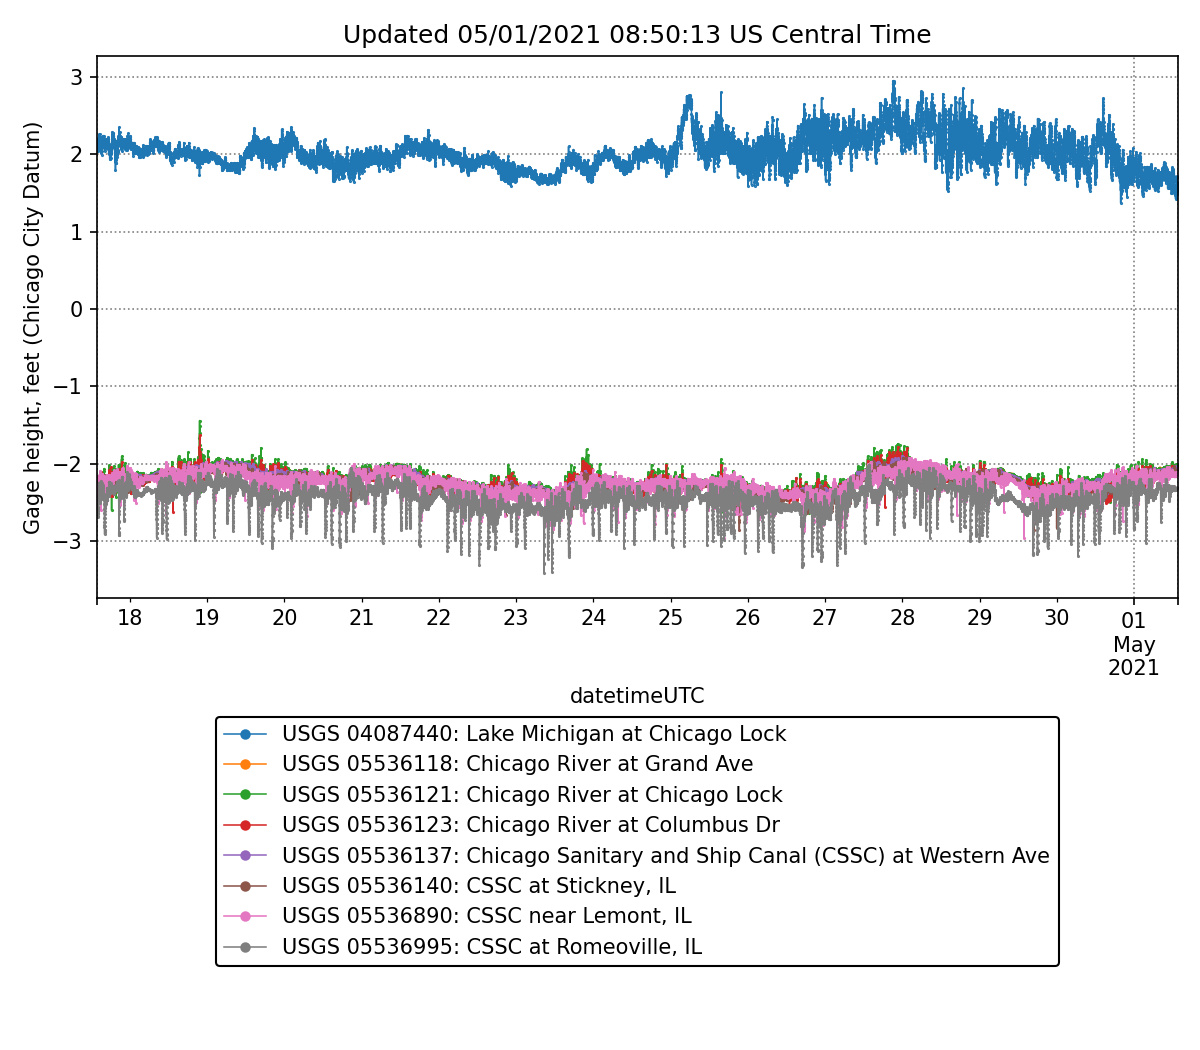 Updated 05/01/2021 08:50:13 US Central Time
Gage height, feet (Chicago City Datum)
3
2
1
0
−1
−2
−3
18 19 20 21 22 23 24 25 26 27 28 29 30 01
May
2021
datetimeUTC
USGS 04087440: Lake Michigan at Chicago Lock
USGS 05536118: Chicago River at Grand Ave
USGS 05536121: Chicago River at Chicago Lock
USGS 05536123: Chicago River at Columbus Dr
USGS 05536137: Chicago Sanitary and Ship Canal (CSSC) at Western Ave
USGS 05536140: CSSC at Stickney, IL
USGS 05536890: CSSC near Lemont, IL
USGS 05536995: CSSC at Romeoville, IL